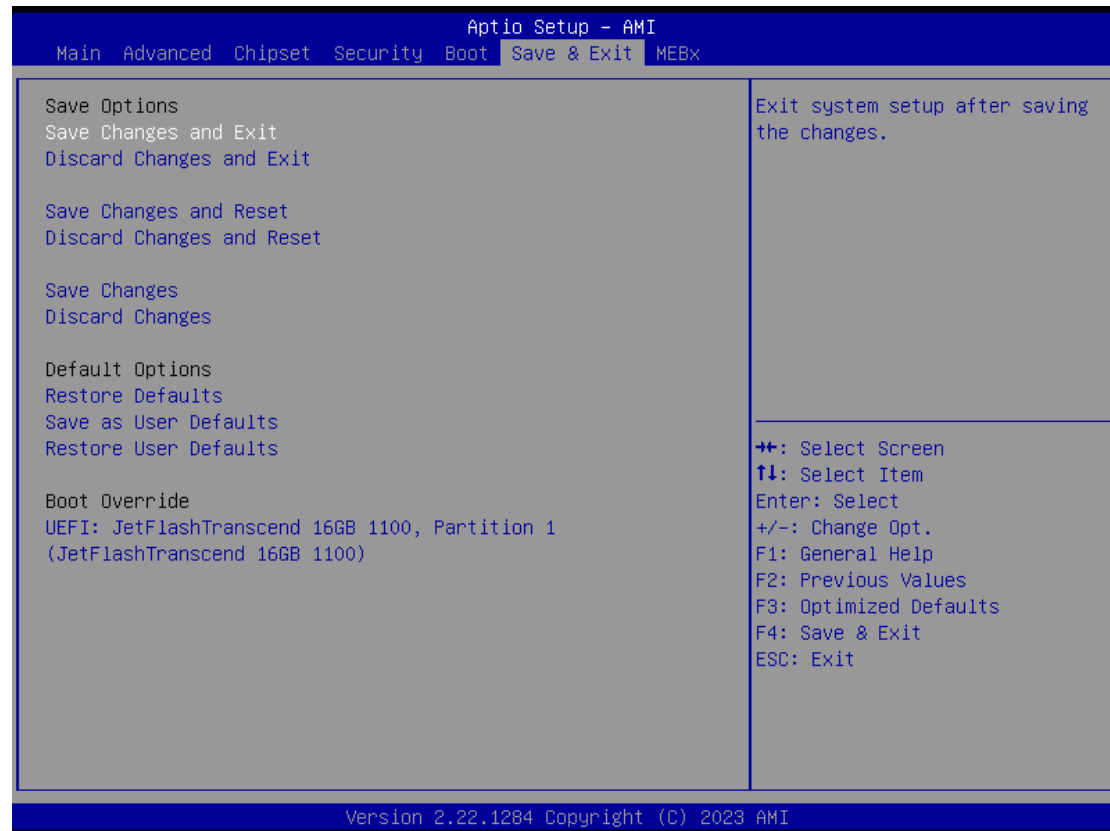 Aptio Setup – AMI
Main Advanced Chipset Security Boot Save & Exit MEBx
Save Options
Save Changes and Exit
Discard Changes and Exit
Save Changes and Reset
Discard Changes and Reset
Save Changes
Discard Changes
Default Options
Restore Defaults
Save as User Defaults
Restore User Defaults
Boot Override
UEFI: JetFlashTranscend 16GB 1100, Partition 1
(JetFlashTranscend 16GB 1100)
Exit system setup after saving
the changes.
→←: Select Screen
↑↓: Select Item
Enter: Select
+/-: Change Opt.
F1: General Help
F2: Previous Values
F3: Optimized Defaults
F4: Save & Exit
ESC: Exit
Version 2.22.1284 Copyright (C) 2023 AMI